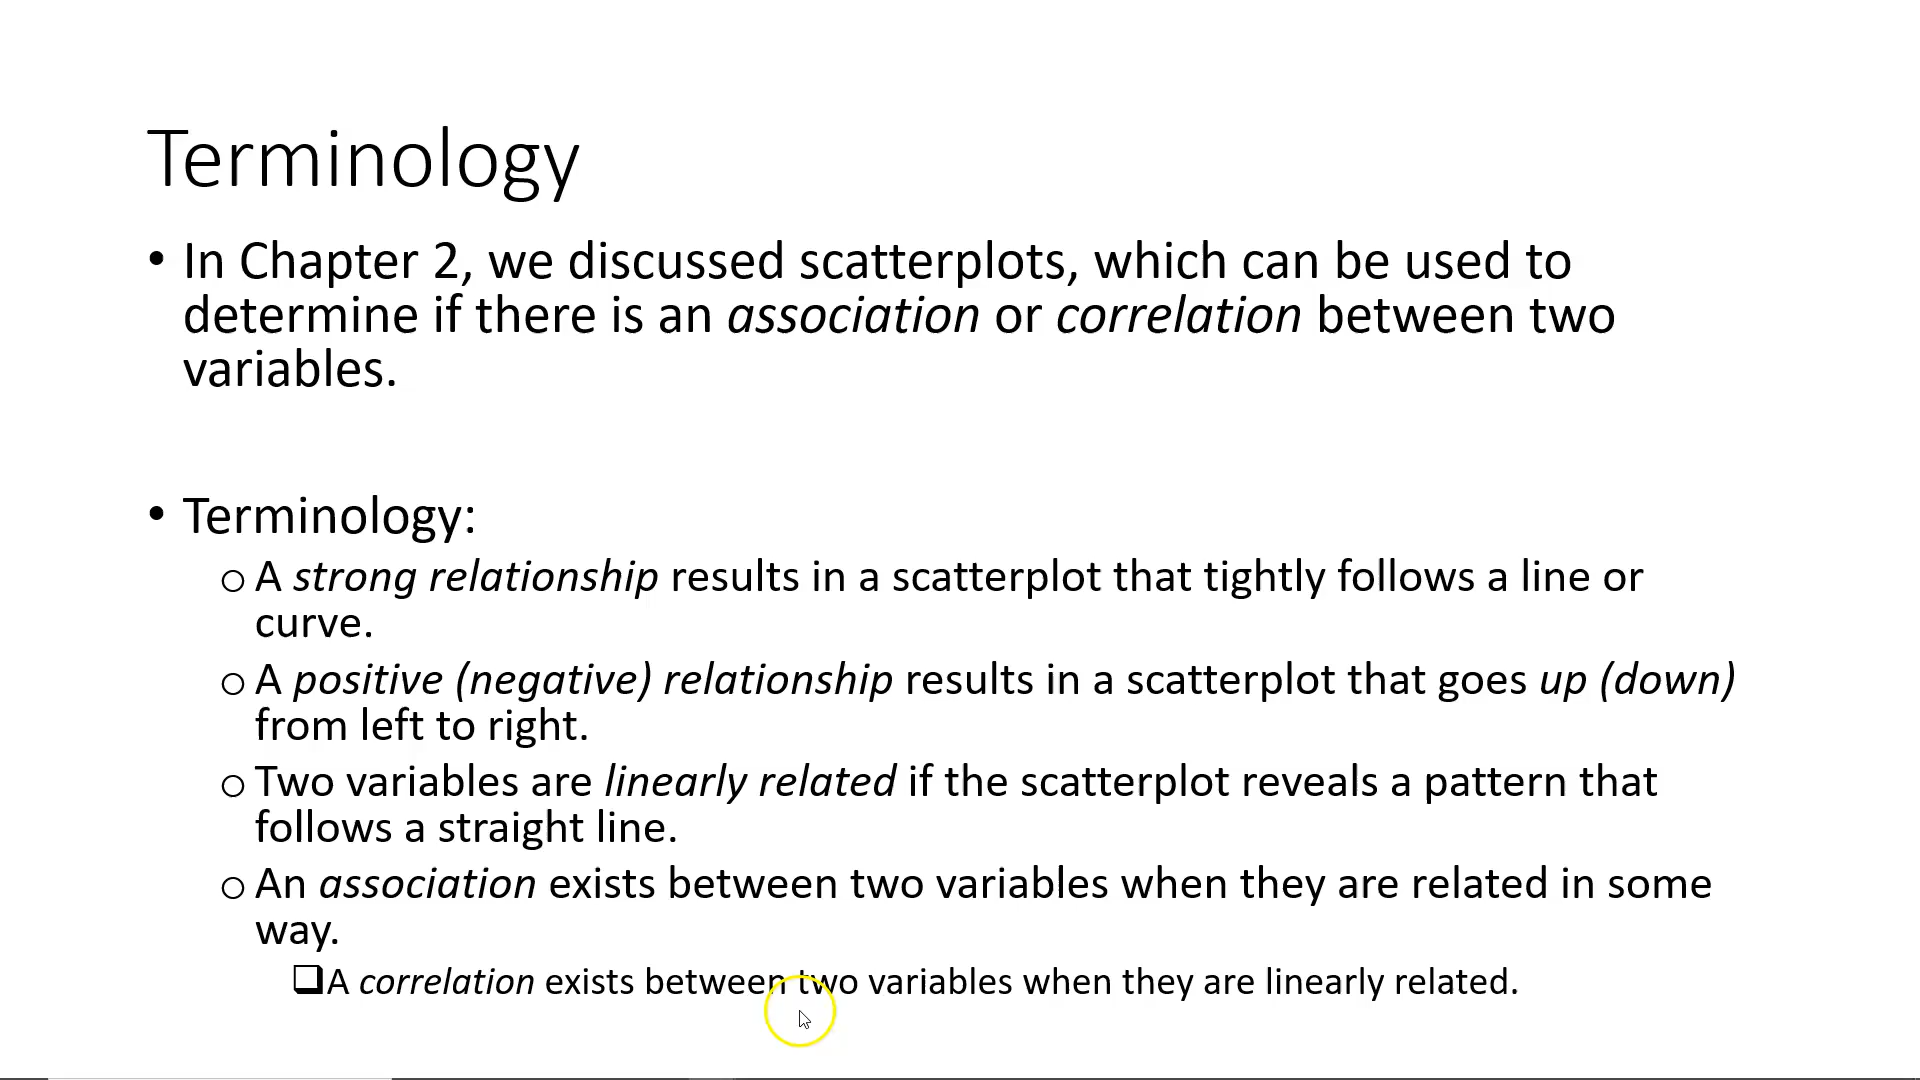 Terminology
• In Chapter 2, we discussed scatterplots, which can be used to
determine if there is an association or correlation between two
variables.
• Terminology:
o A strong relationship results in a scatterplot that tightly follows a line or
curve.
o A positive (negative) relationship results in a scatterplot that goes up (down)
from left to right.
o Two variables are linearly related if the scatterplot reveals a pattern that
follows a straight line.
o An association exists between two variables when they are related in some
way.
❑A correlation exists between two variables when they are linearly related.